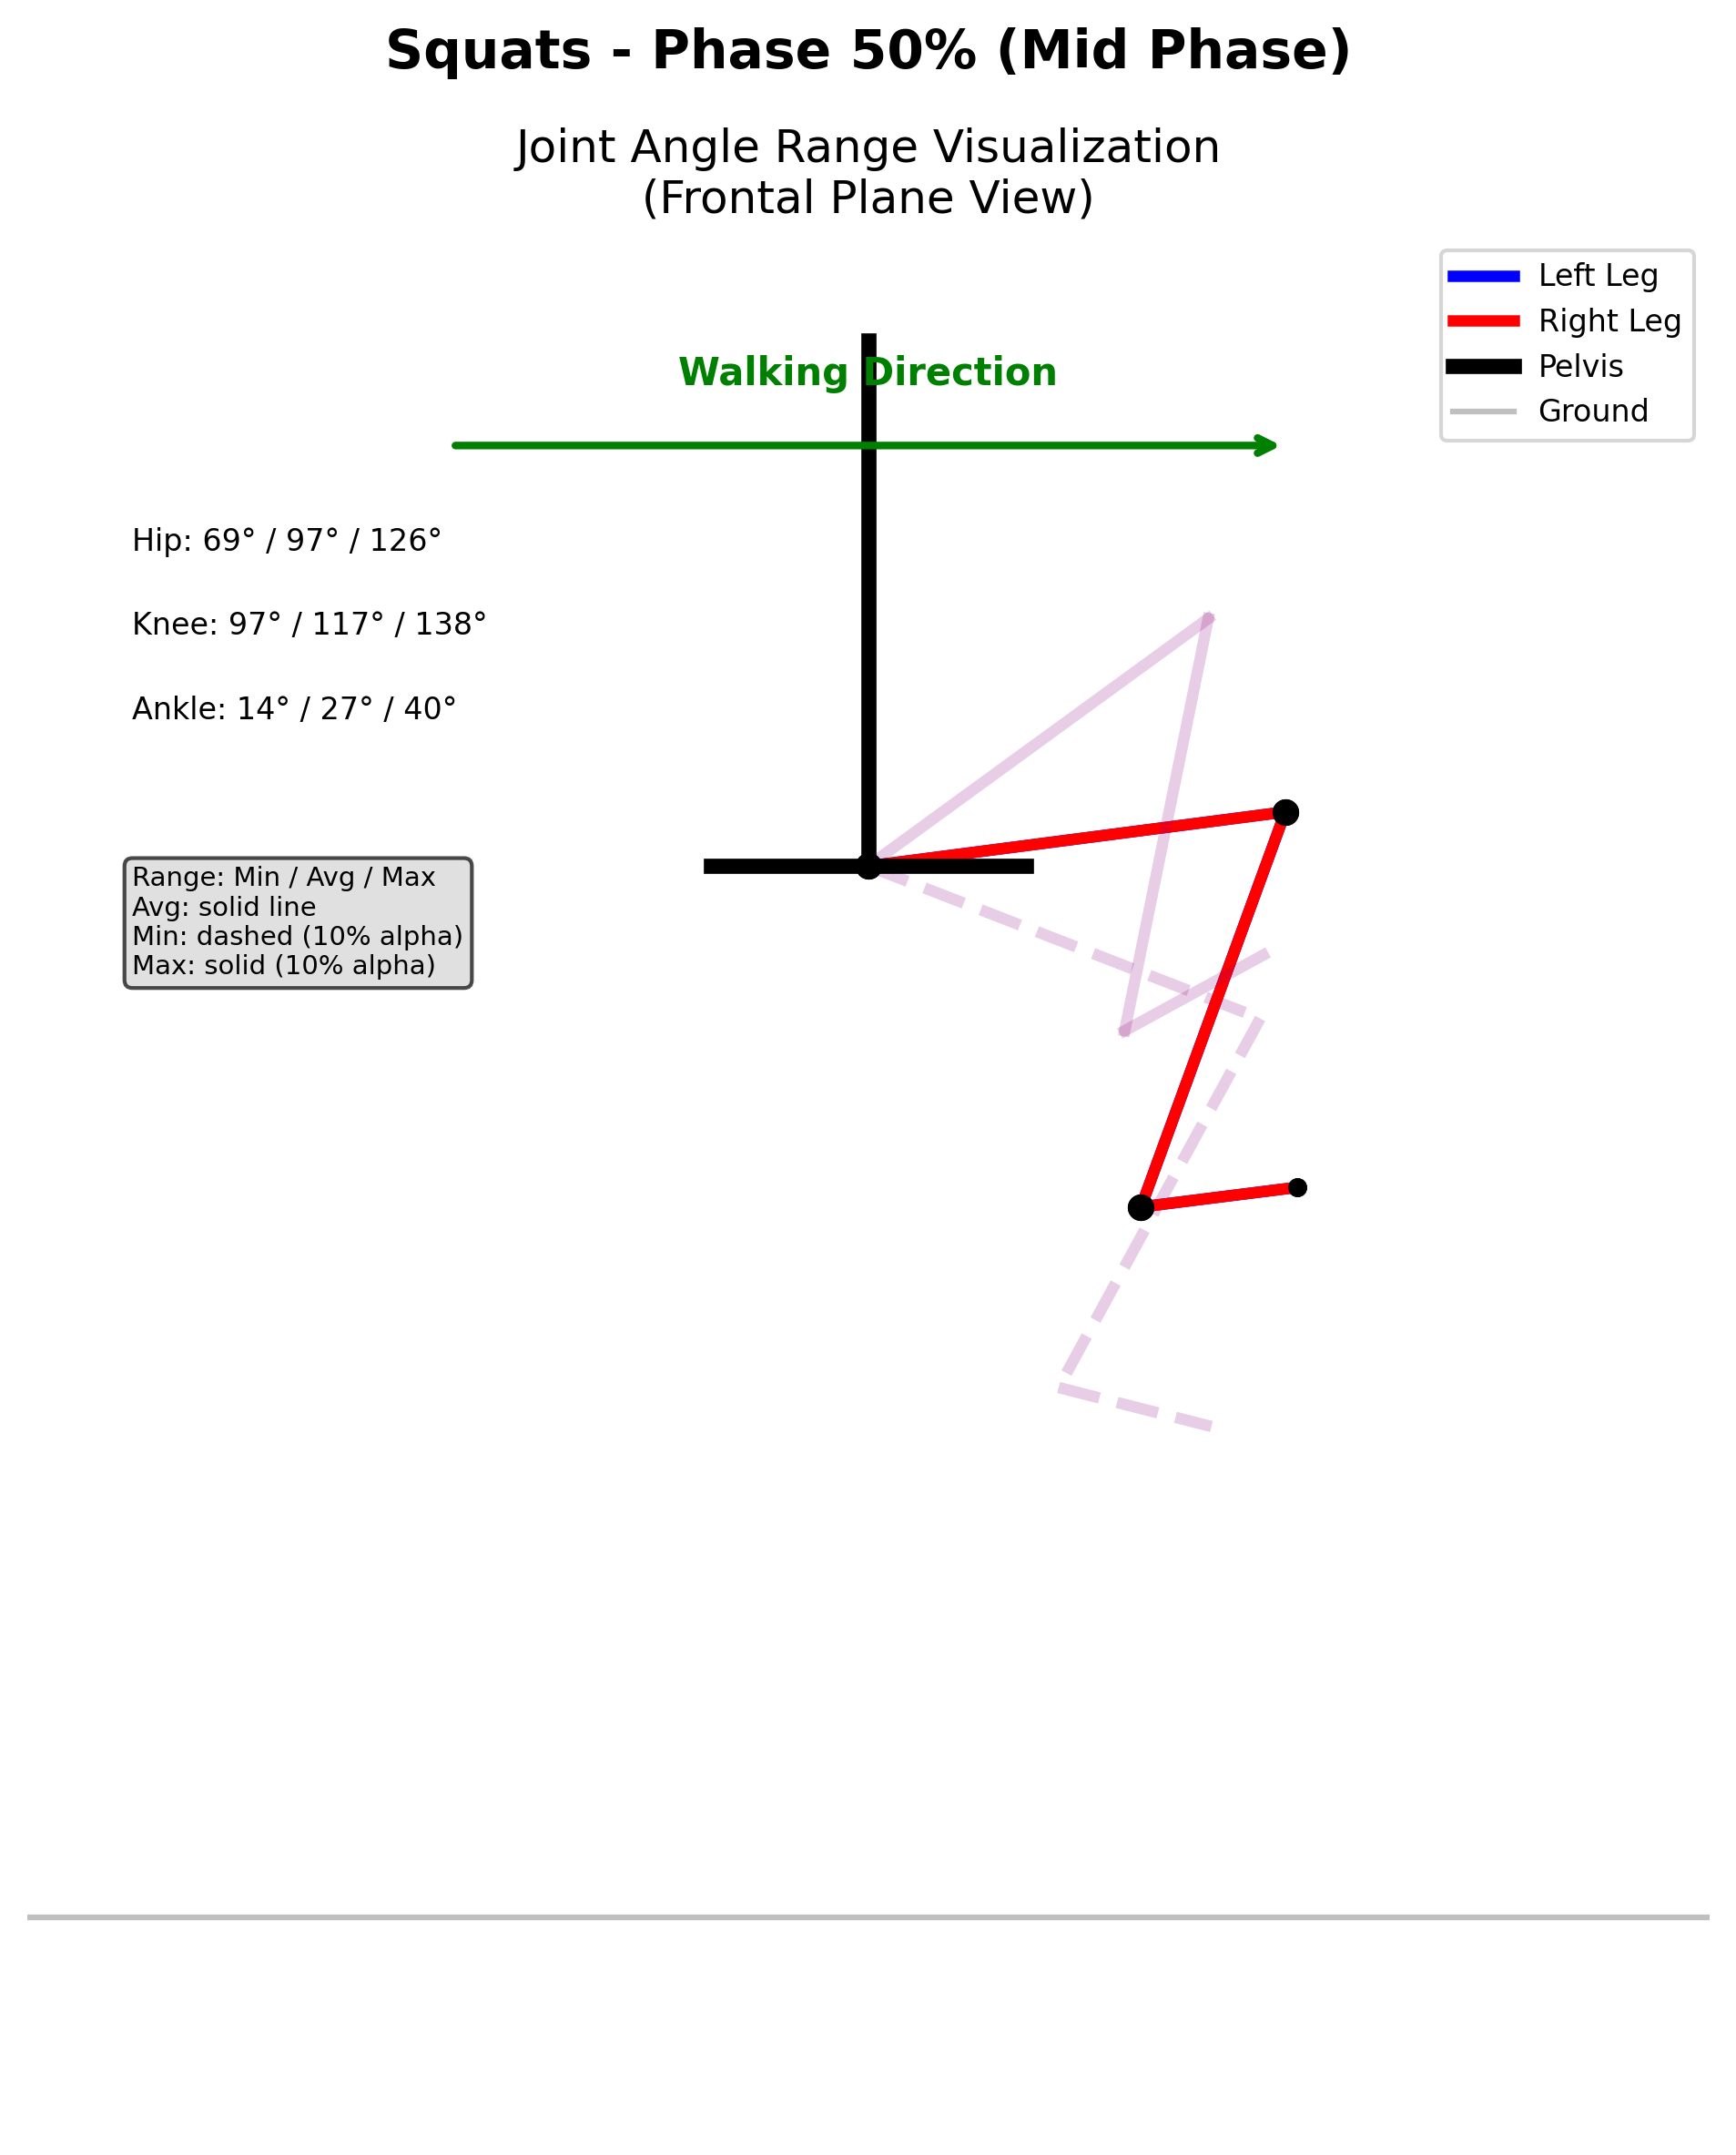 Squats - Phase 50% (Mid Phase)
Joint Angle Range Visualization
(Frontal Plane View)
Left Leg
Right Leg
Pelvis
Ground
Walking Direction
Hip: 69° / 97° / 126°
Knee: 97° / 117° / 138°
Ankle: 14° / 27° / 40°
Range: Min / Avg / Max
Avg: solid line
Min: dashed (10% alpha)
Max: solid (10% alpha)